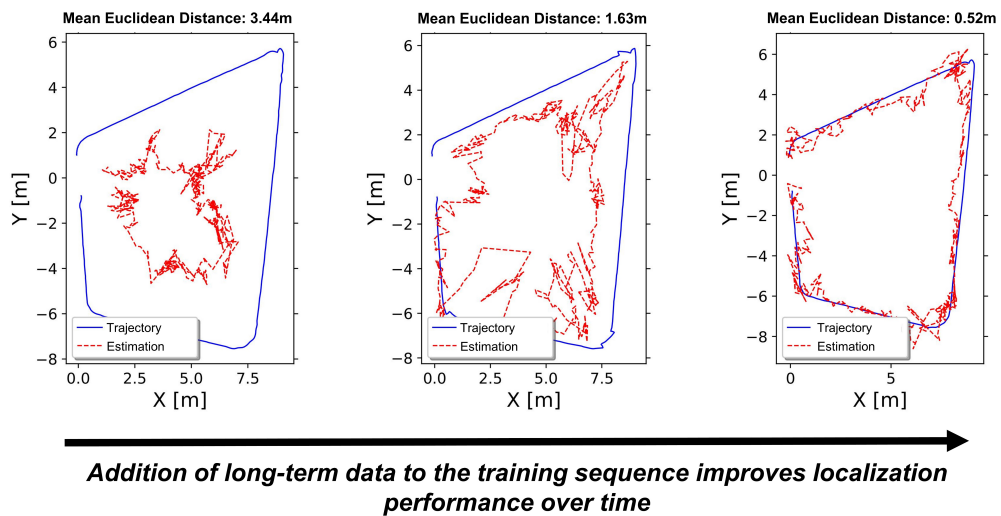 Mean Euclidean Distance: 3.44m
6
4
2
0
−2
−4
−6
−8
Y [m]
Trajectory
Estimation
0.0 2.5 5.0 7.5
X [m]
Mean Euclidean Distance: 1.63m
6
4
2
0
−2
−4
−6
−8
Y [m]
Trajectory
Estimation
0.0 2.5 5.0 7.5
X [m]
Mean Euclidean Distance: 0.52m
6
4
2
0
−2
−4
−6
−8
Y [m]
Trajectory
Estimation
0 5
X [m]
Addition of long-term data to the training sequence improves localization
performance over time